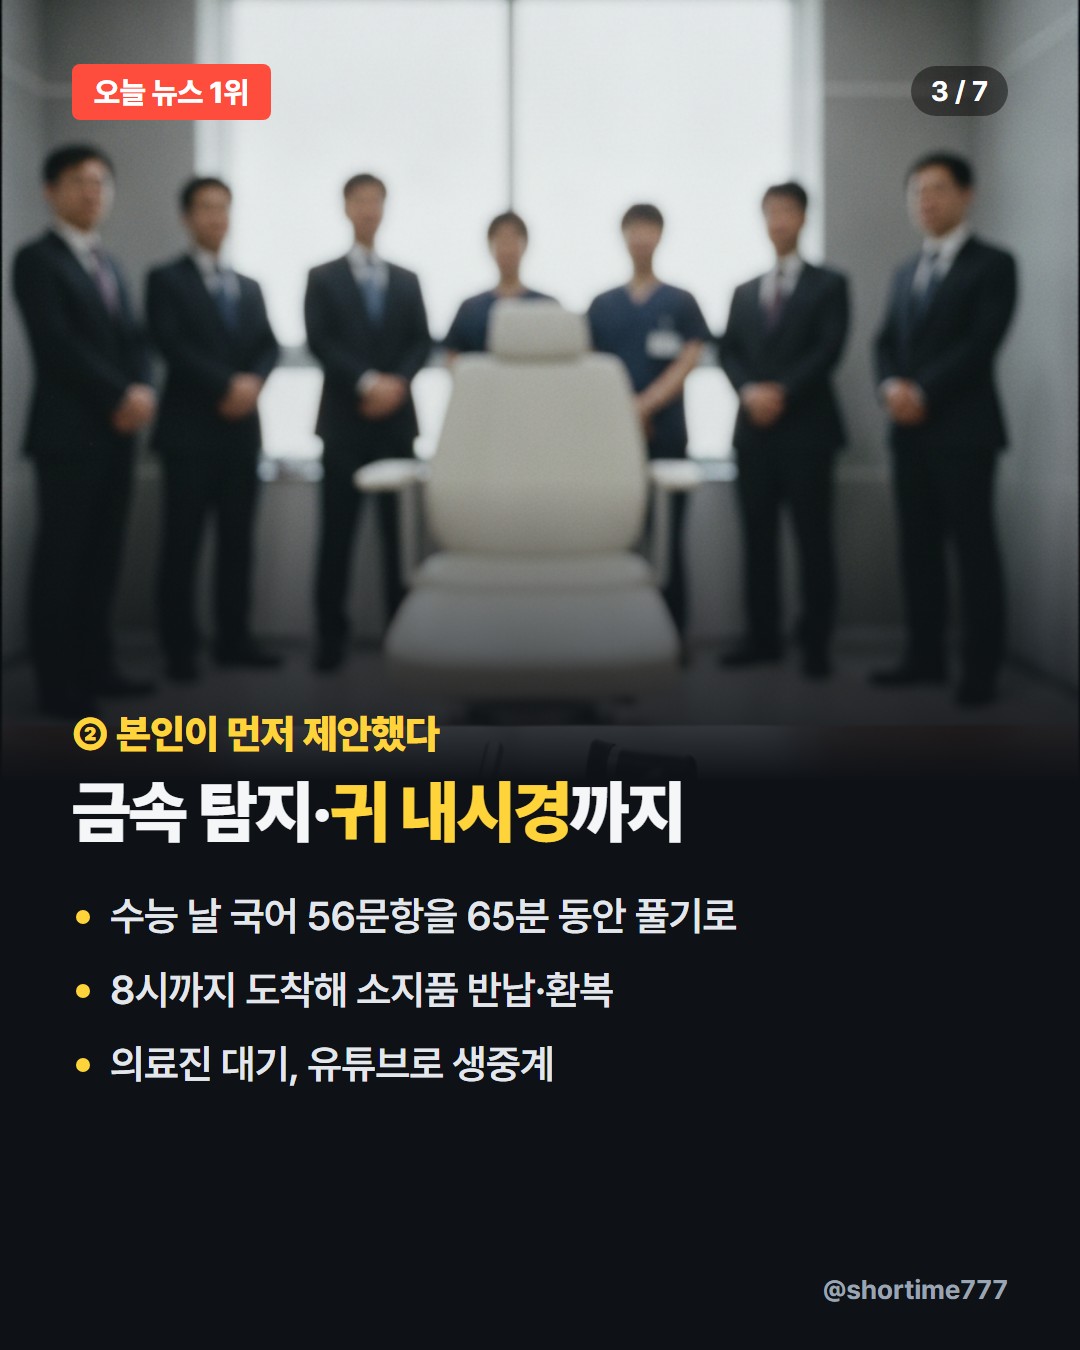 오늘 뉴스 1위
3 / 7
② 본인이 먼저 제안했다
금속 탐지·귀 내시경까지
• 수능 날 국어 56문항을 65분 동안 풀기로
• 8시까지 도착해 소지품 반납·환복
• 의료진 대기, 유튜브로 생중계
@shortime777